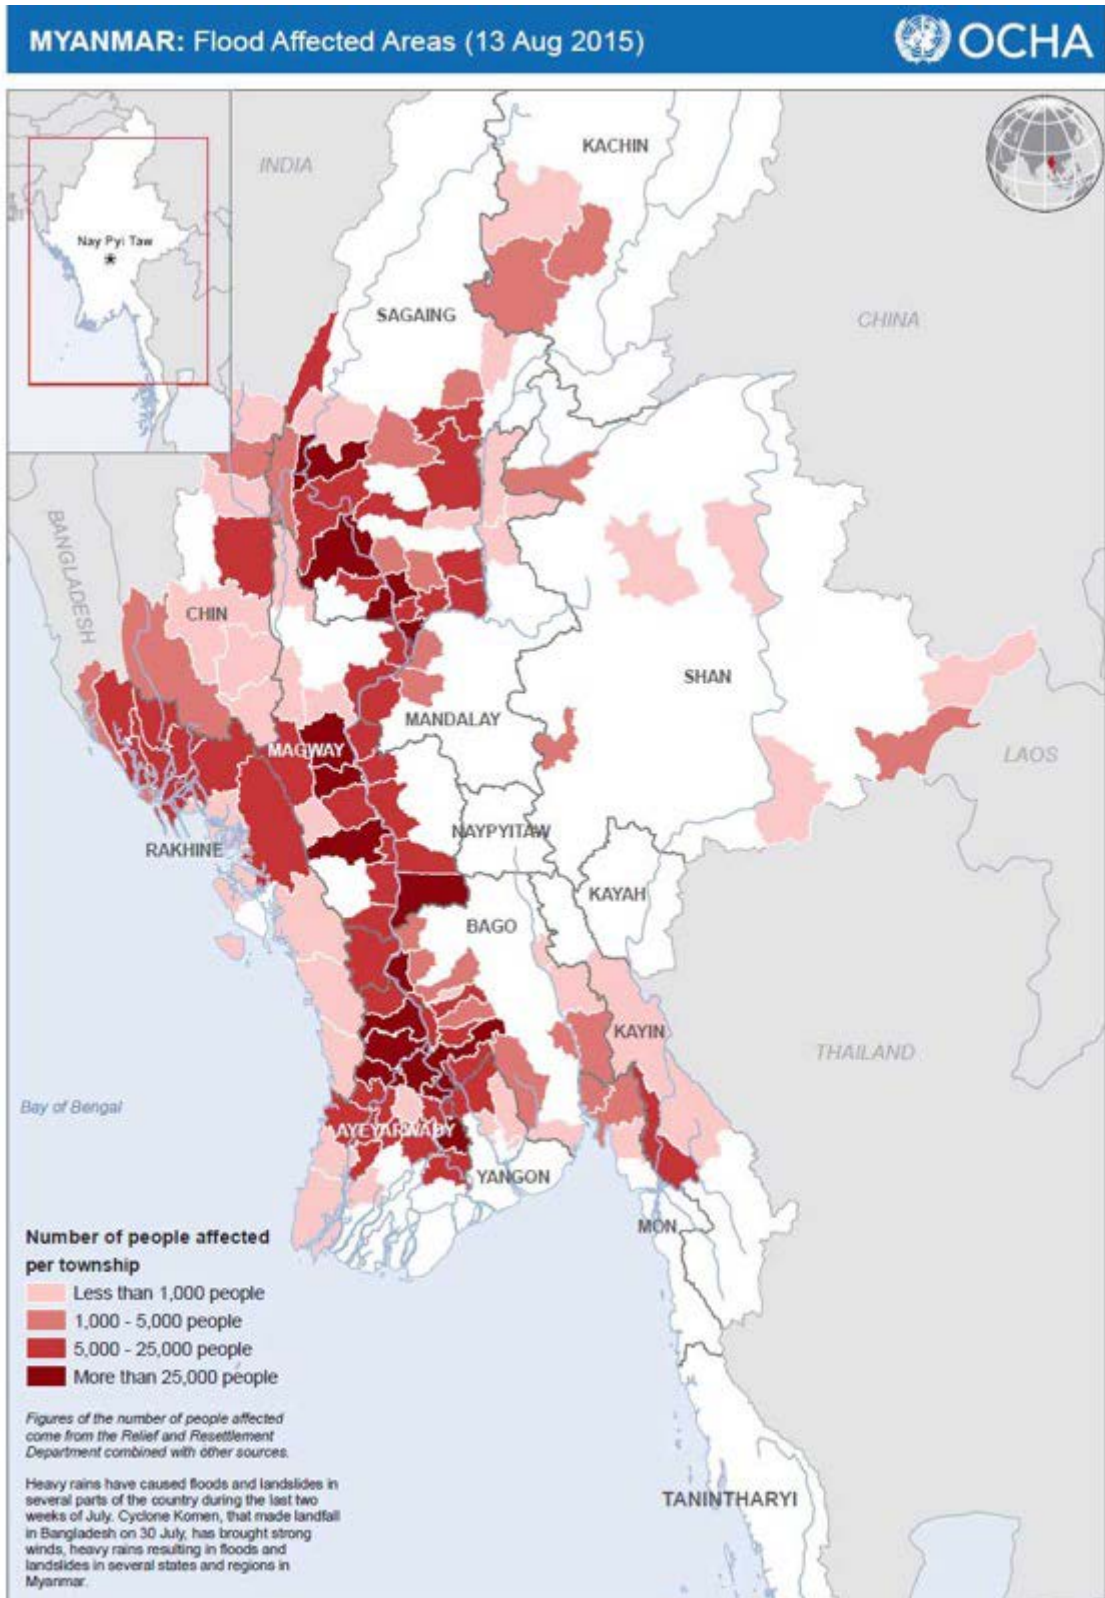 MYANMAR: Flood Affected Areas (13 Aug 2015)
OCHA
KACHIN
INDIA
Nay Pyi Taw
SAGAING
CHINA
BANGLADESH
CHIN
SHAN
MANDALAY
MAGWAY
LAOS
NAYPYITAW
RAKHINE
KAYAH
BAGO
KAYIN
THAILAND
Bay of Bengal
AYEYARWADY
YANGON
MON
Number of people affected
per township
Less than 1,000 people
1,000 - 5,000 people
5,000 - 25,000 people
More than 25,000 people
Figures of the number of people affected
come from the Relief and Resettlement
Department combined with other sources.
Heavy rains have caused floods and landslides in
several parts of the country during the last two
weeks of July. Cyclone Komen, that made landfall
in Bangladesh on 30 July, has brought strong
winds, heavy rains resulting in floods and
landslides in several states and regions in
Myanmar.
TANINTHARYI